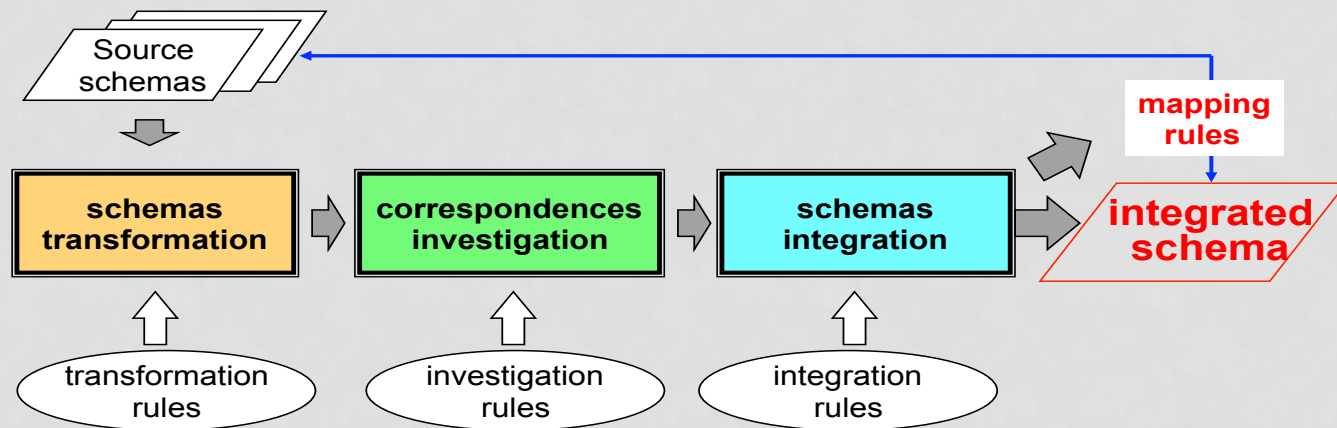 Source
schemas
mapping
rules
schemas
transformation
correspondences
investigation
schemas
integration
integrated
schema
transformation
rules
investigation
rules
integration
rules